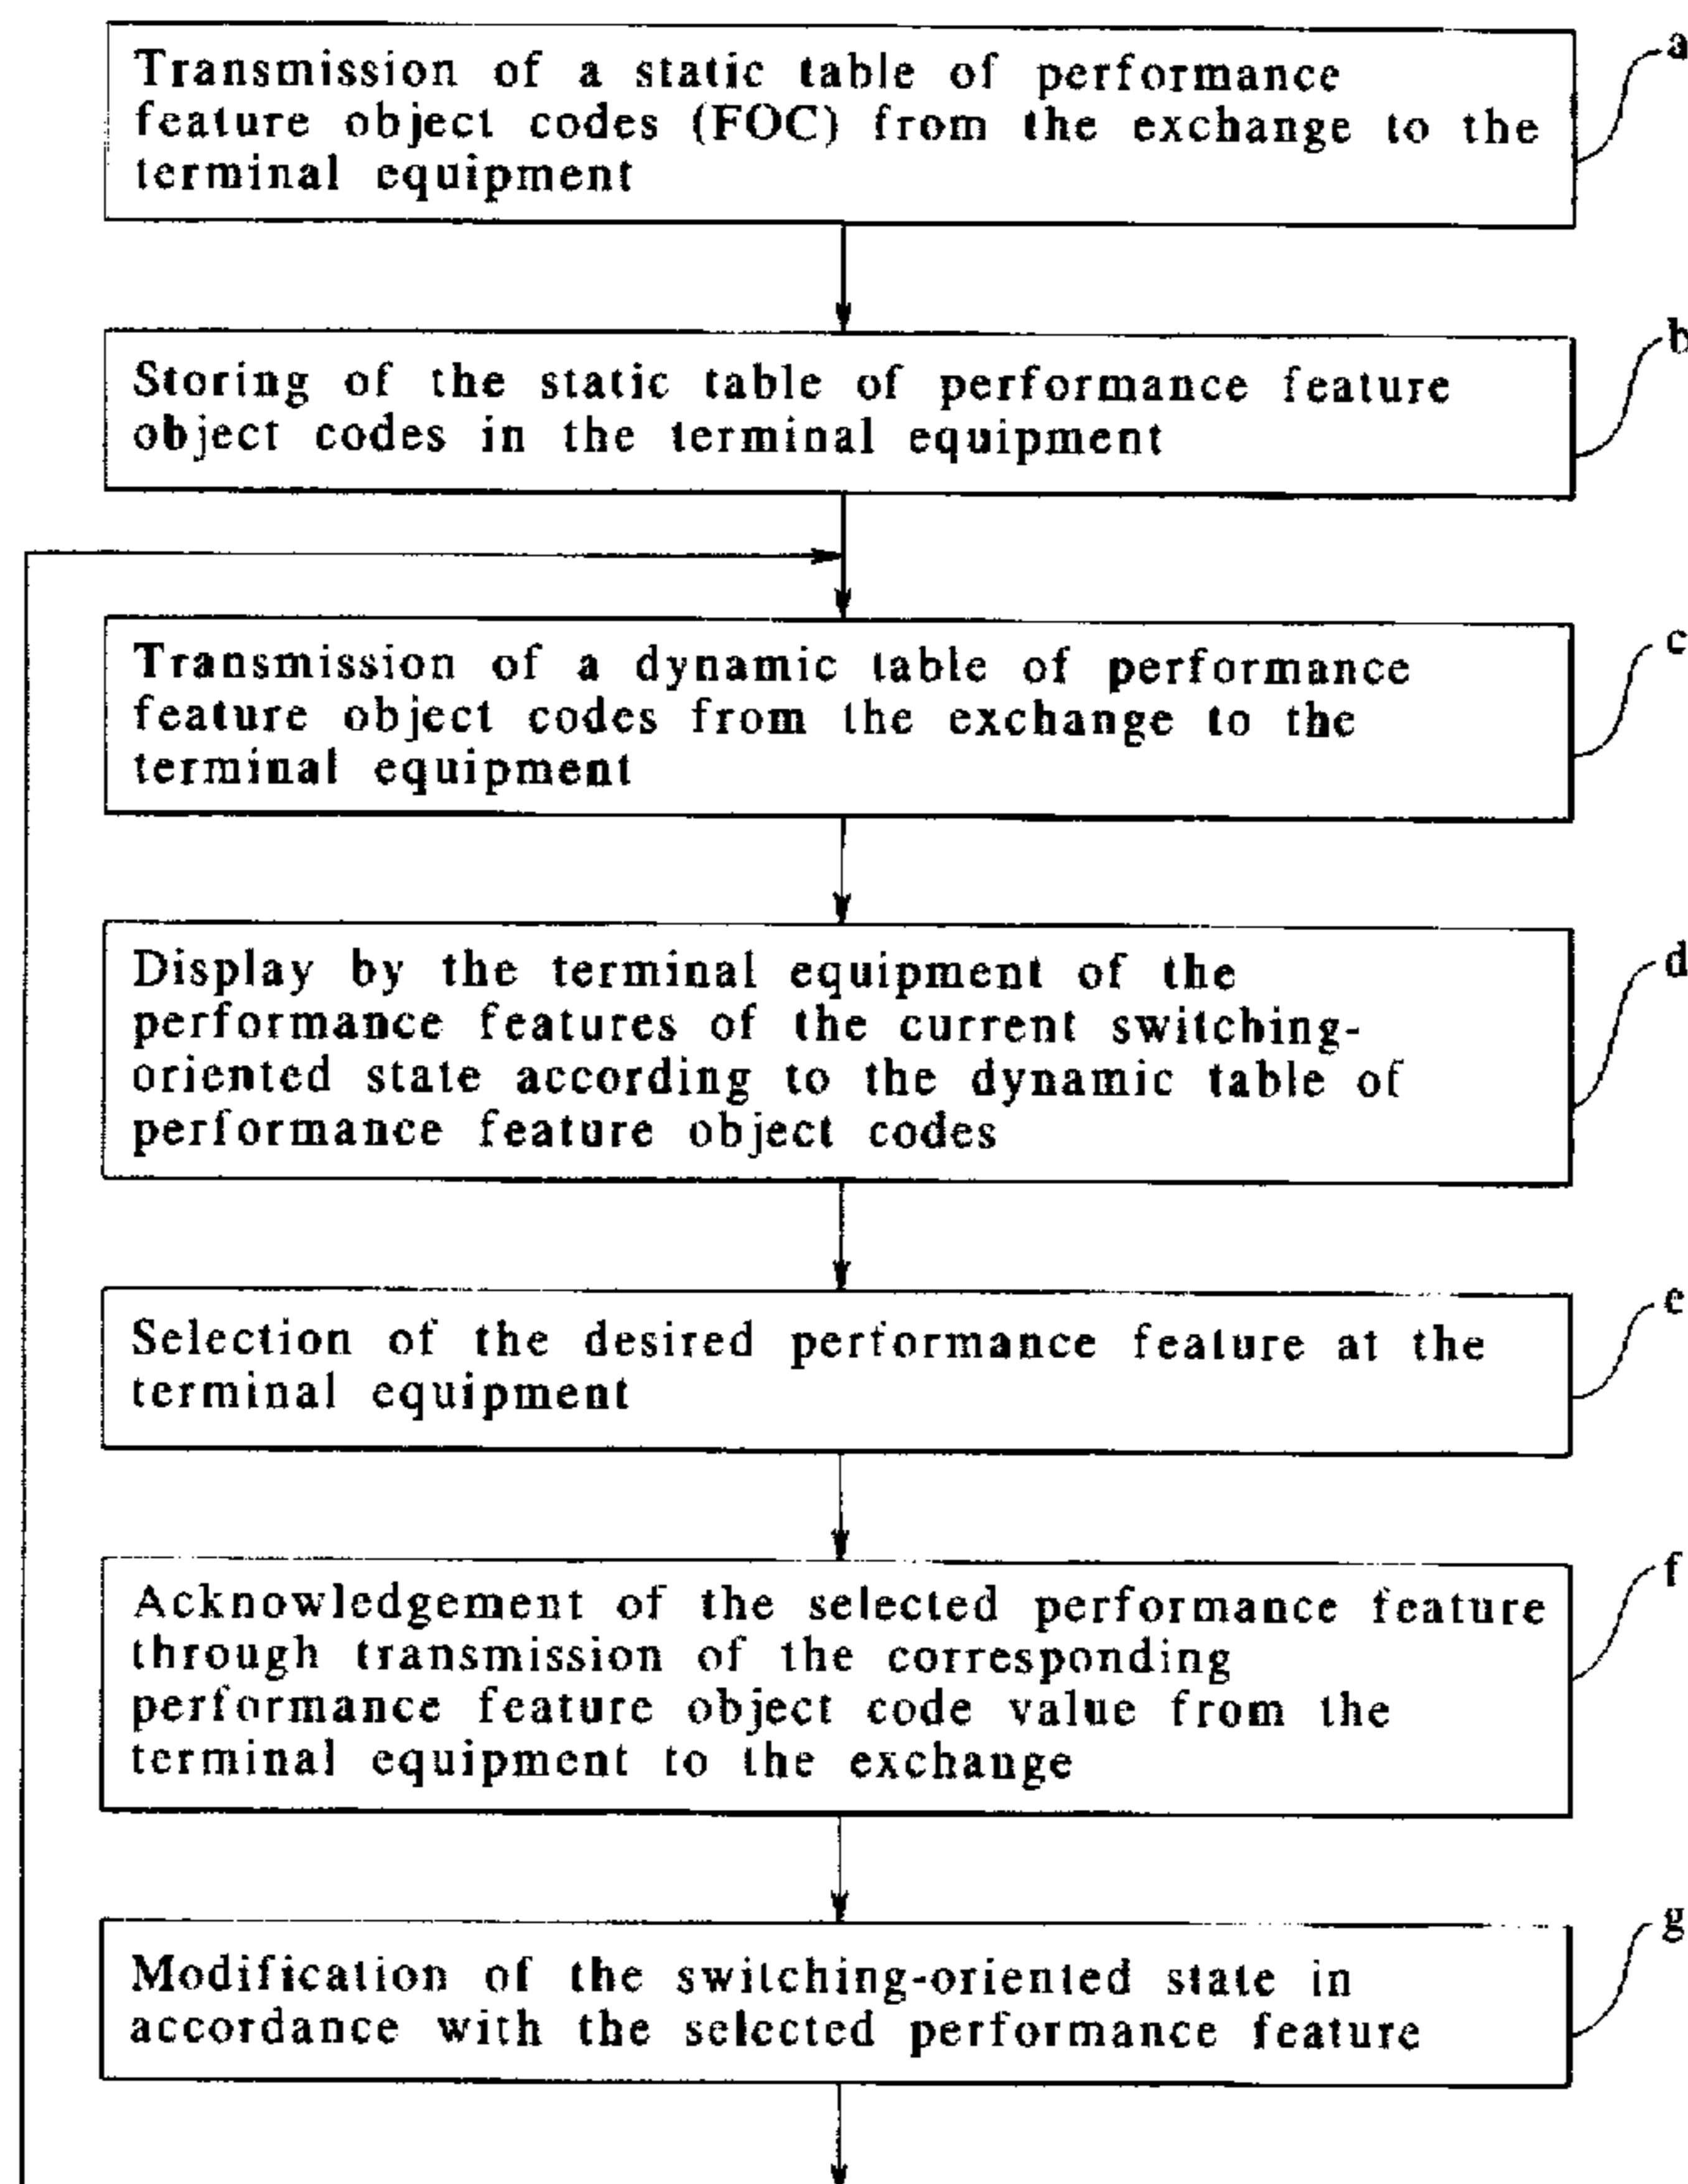 Transmission of a static table of performance
feature object codes (FOC) from the exchange to the
terminal equipment
a
Storing of the static table of performance feature
object codes in the terminal equipment
b
Transmission of a dynamic table of performance
feature object codes from the exchange to the
terminal equipment
c
Display by the terminal equipment of the
performance features of the current switching-
oriented state according to the dynamic table of
performance feature object codes
d
Selection of the desired performance feature at the
terminal equipment
e
Acknowledgement of the selected performance feature
through transmission of the corresponding
performance feature object code value from the
terminal equipment to the exchange
f
Modification of the switching-oriented state in
accordance with the selected performance feature
g